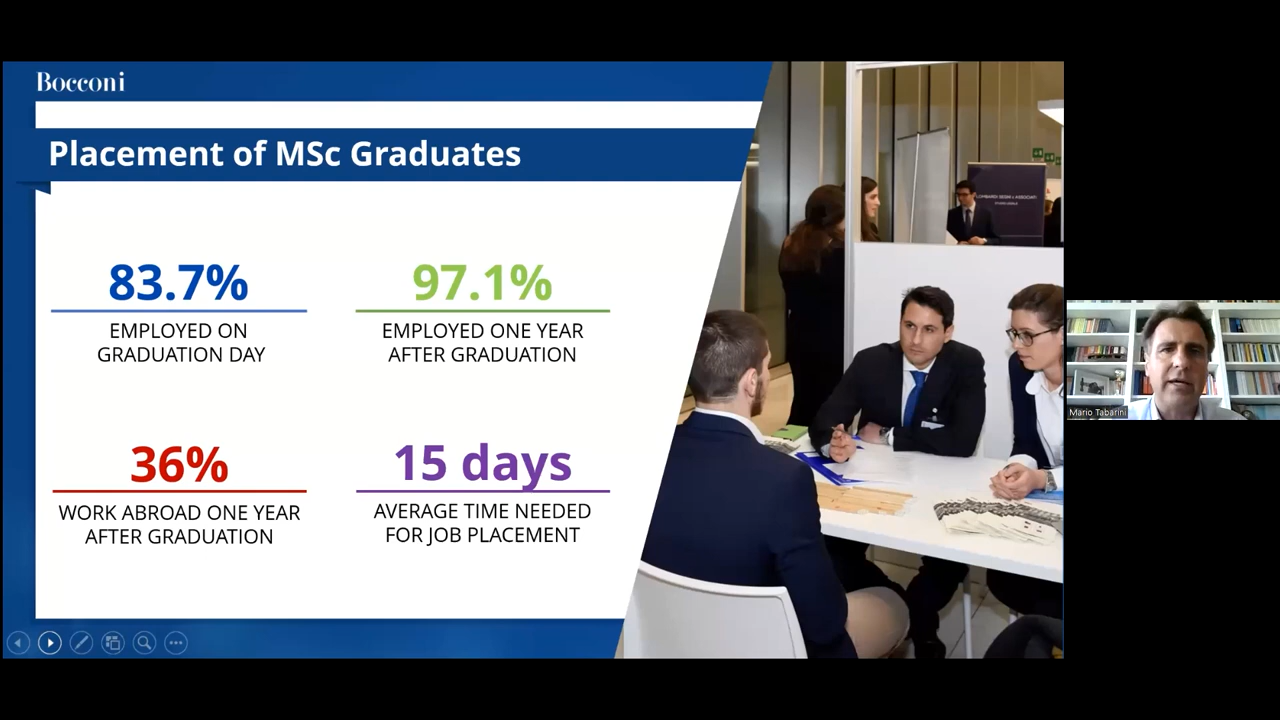 Bocconi
Placement of MSc Graduates
83.7%
EMPLOYED ON
GRADUATION DAY
97.1%
EMPLOYED ONE YEAR
AFTER GRADUATION
36%
WORK ABROAD ONE YEAR
AFTER GRADUATION
15 days
AVERAGE TIME NEEDED
FOR JOB PLACEMENT
Mario Tabarini